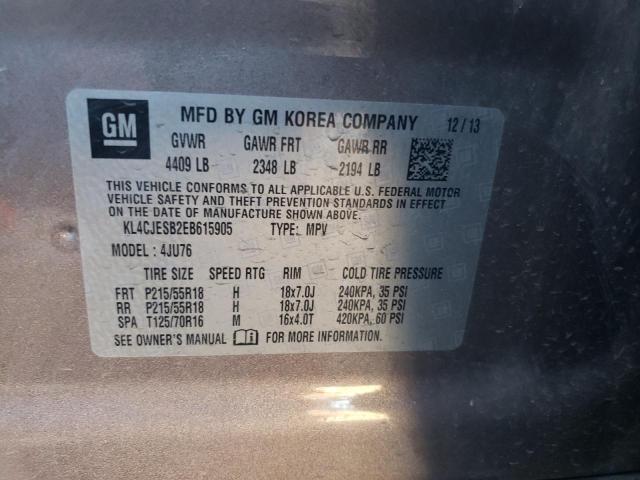 GM MFD BY GM KOREA COMPANY 12 / 13
GVWR GAWR FRT GAWR RR
4409 LB 2348 LB 2194 LB
THIS VEHICLE CONFORMS TO ALL APPLICABLE U.S. FEDERAL MOTOR
VEHICLE SAFETY AND THEFT PREVENTION STANDARDS IN EFFECT
ON THE DATE OF MANUFACTURE SHOWN ABOVE.
KL4CJESB2EB615905 TYPE: MPV
MODEL: 4JU76
TIRE SIZE SPEED RTG RIM COLD TIRE PRESSURE
FRT P215/55R18 H 18x7.0J 240KPA, 35 PSI
RR P215/55R18 H 18x7.0J 240KPA, 35 PSI
SPA T125/70R16 M 16x4.0T 420KPA, 60 PSI
SEE OWNER'S MANUAL FOR MORE INFORMATION.